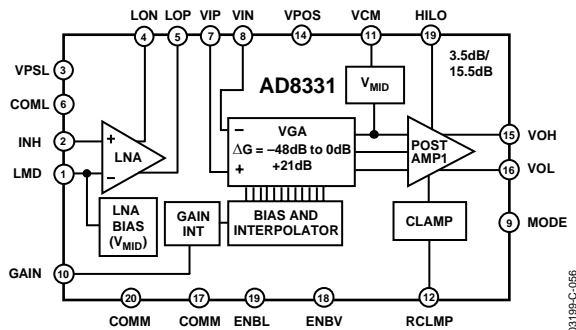 LON LOP VIP VIN VPOS VCM HILO
4 5 7 8 14 11 19
3.5dB/
15.5dB
VPSL 3
AD8331
VMID
COML 6
INH 2
+
LNA
–
LMD 1
–
VGA
ΔG = –48dB to 0dB
+21dB
+
POST
AMP1
15 VOH
16 VOL
LNA
BIAS
(VMID)
GAIN
INT
BIAS AND
INTERPOLATOR
CLAMP
9 MODE
GAIN 10
20 17 19 18 12
COMM COMM ENBL ENBV RCLMP
03199-C-056